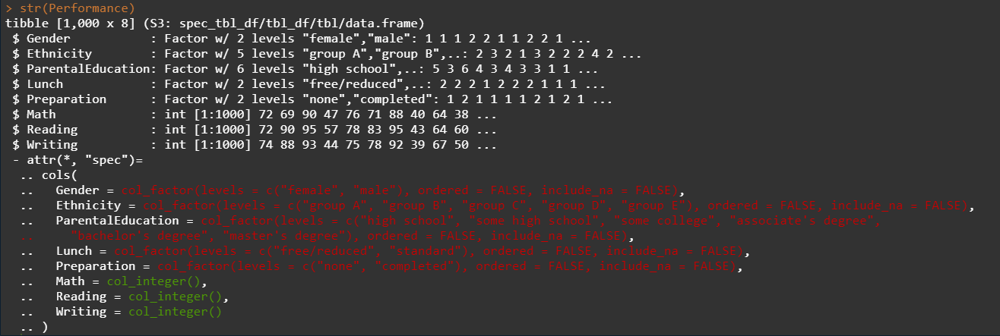 > str(Performance)
tibble [1,000 x 8] (S3: spec_tbl_df/tbl_df/tbl/data.frame)
 $ Gender           : Factor w/ 2 levels "female","male": 1 1 1 2 2 1 1 2 2 1 ...
 $ Ethnicity        : Factor w/ 5 levels "group A","group B",..: 2 3 2 1 3 2 2 2 4 2 ...
 $ ParentalEducation: Factor w/ 6 levels "high school",..: 5 3 6 4 3 4 3 3 1 1 ...
 $ Lunch            : Factor w/ 2 levels "free/reduced",..: 2 2 2 1 2 2 2 1 1 1 ...
 $ Preparation      : Factor w/ 2 levels "none","completed": 1 2 1 1 1 1 2 1 2 1 ...
 $ Math             : int [1:1000] 72 69 90 47 76 71 88 40 64 38 ...
 $ Reading          : int [1:1000] 72 90 95 57 78 83 95 43 64 60 ...
 $ Writing          : int [1:1000] 74 88 93 44 75 78 92 39 67 50 ...
 - attr(*, "spec")=
  .. cols(
  ..   Gender = col_factor(levels = c("female", "male"), ordered = FALSE, include_na = FALSE),
  ..   Ethnicity = col_factor(levels = c("group A", "group B", "group C", "group D", "group E"), ordered = FALSE, include_na = FALSE),
  ..   ParentalEducation = col_factor(levels = c("high school", "some high school", "some college", "associate's degree",
  ..     "bachelor's degree", "master's degree"), ordered = FALSE, include_na = FALSE),
  ..   Lunch = col_factor(levels = c("free/reduced", "standard"), ordered = FALSE, include_na = FALSE),
  ..   Preparation = col_factor(levels = c("none", "completed"), ordered = FALSE, include_na = FALSE),
  ..   Math = col_integer(),
  ..   Reading = col_integer(),
  ..   Writing = col_integer()
  .. )